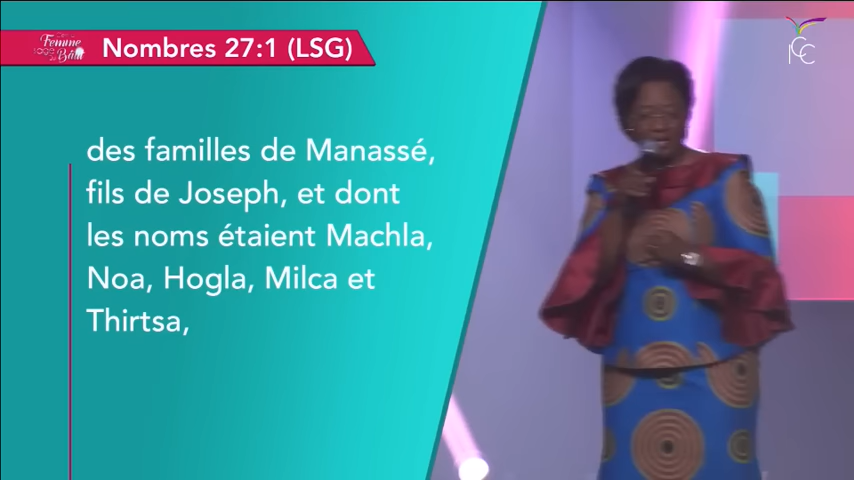 Femme
Nombres 27:1 (LSG)
ICC
des familles de Manassé,
fils de Joseph, et dont
les noms étaient Machla,
Noa, Hogla, Milca et
Thirtsa,